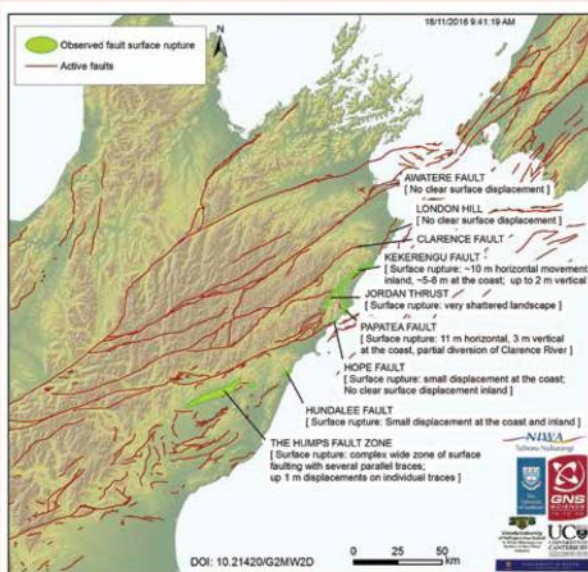 18/11/2016 9:41:19 AM
Observed fault surface rupture
Active faults
N
AWATERE FAULT
[ No clear surface displacement ]
LONDON HILL
[ No clear surface displacement ]
CLARENCE FAULT
KEKERENGU FAULT
[ Surface rupture: ~10 m horizontal movement
inland, ~5-6 m at the coast; up to 2 m vertical
JORDAN THRUST
[ Surface rupture: very shattered landscape ]
PAPATEA FAULT
[ Surface rupture: 11 m horizontal, 3 m vertical
at the coast, partial diversion of Clarence River ]
HOPE FAULT
[ Surface rupture: small displacement at the coast;
No clear surface displacement inland ]
HUNDALEE FAULT
[ Surface rupture: Small displacement at the coast and inland ]
THE HUMPS FAULT ZONE
[ Surface rupture: complex wide zone of surface
faulting with several parallel traces;
up 1 m displacements on individual traces ]
NIWA
Taihoro Nukurangi
GNS
SCIENCE
UC
DOI: 10.21420/G2MW2D
0 25 50
km